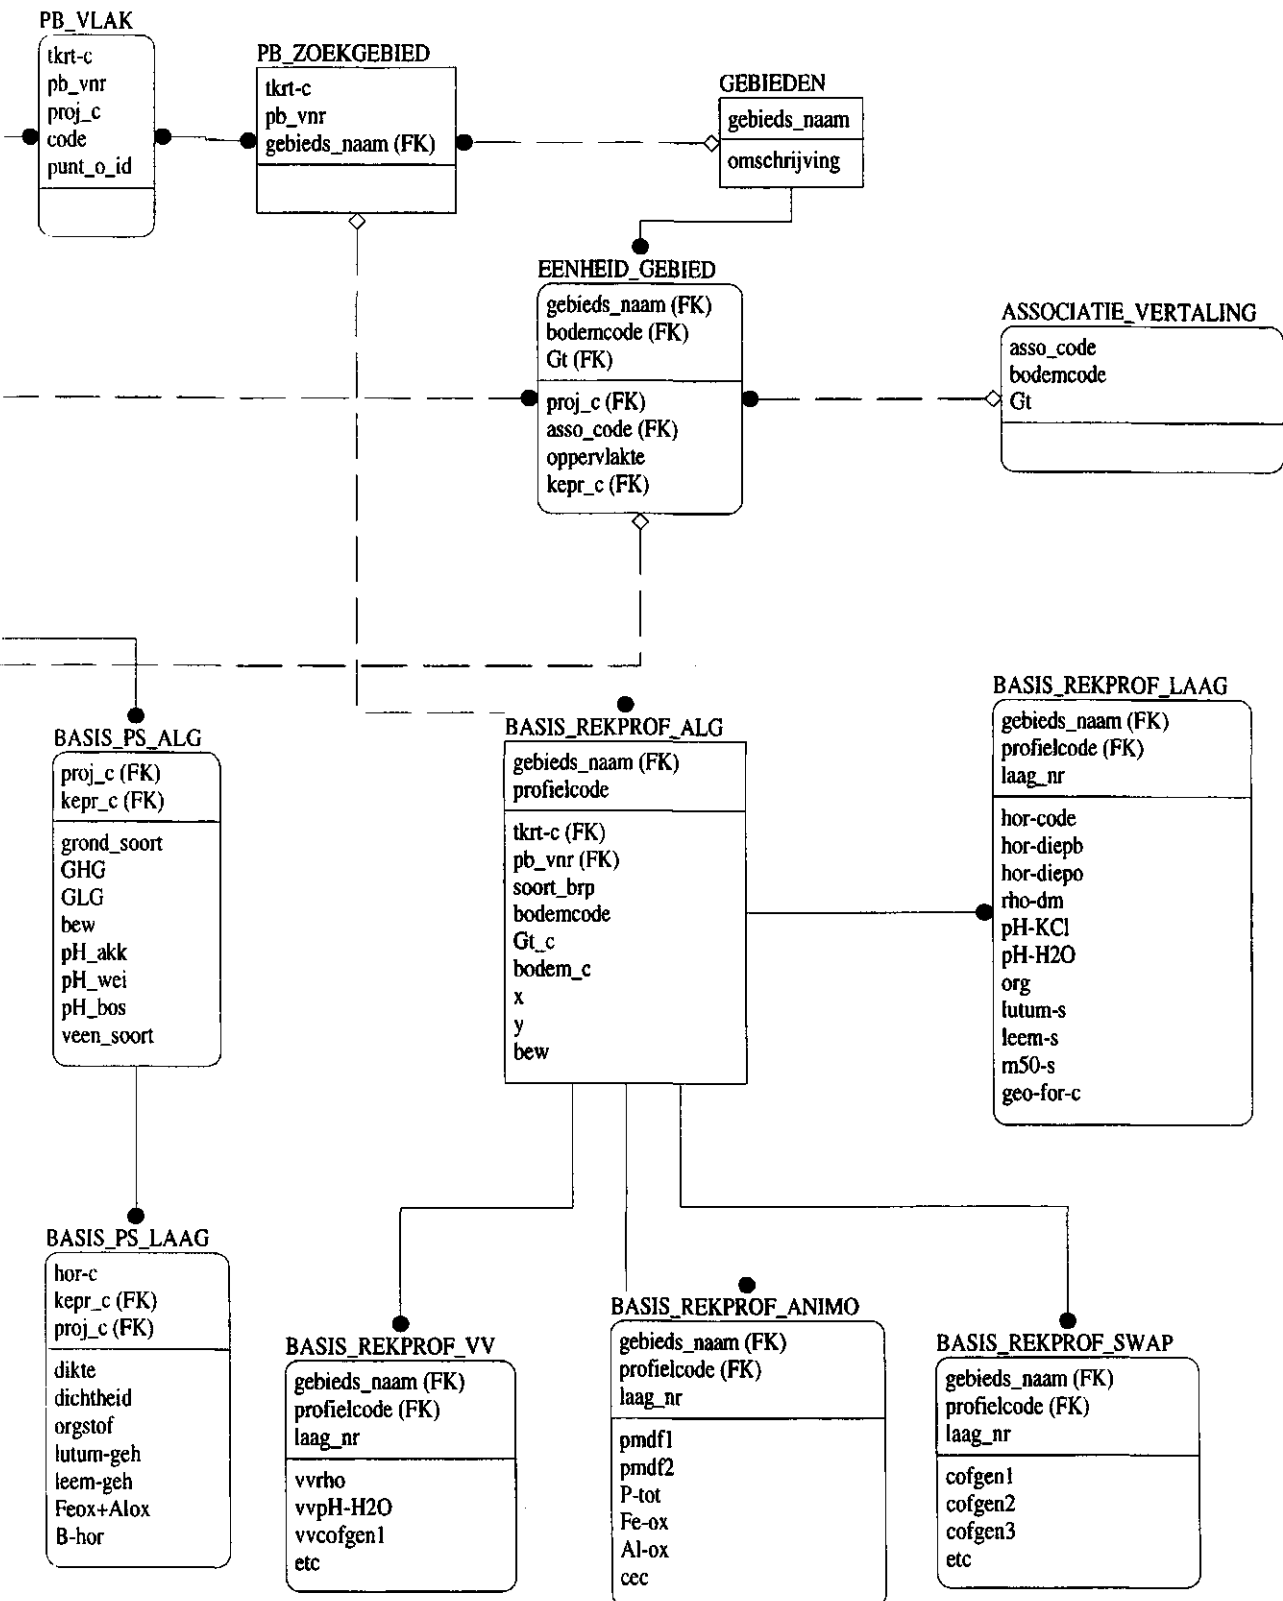 PB_VLAK
tkrt-c
pb_vnr
proj_c
code
punt_o_id
PB_ZOEKGEBIED
tkrt-c
pb_vnr
gebieds_naam (FK)
GEBIEDEN
gebieds_naam
omschrijving
EENHEID_GEBIED
gebieds_naam (FK)
bodemcode (FK)
Gt (FK)
proj_c (FK)
asso_code (FK)
oppervlakte
kepr_c (FK)
ASSOCIATIE_VERTALING
asso_code
bodemcode
Gt
BASIS_PS_ALG
proj_c (FK)
kepr_c (FK)
grond_soort
GHG
GLG
bew
pH_akk
pH_wei
pH_bos
veen_soort
BASIS_REKPROF_ALG
gebieds_naam (FK)
profielcode
tkrt-c (FK)
pb_vnr (FK)
soort_brp
bodemcode
Gt_c
bodem_c
x
y
bew
BASIS_REKPROF_LAAG
gebieds_naam (FK)
profielcode (FK)
laag_nr
hor-code
hor-diepb
hor-diepo
rho-dm
pH-KCl
pH-H2O
org
lutum-s
leem-s
m50-s
geo-for-c
BASIS_PS_LAAG
hor-c
kepr_c (FK)
proj_c (FK)
dikte
dichtheid
orgstof
lutum-geh
leem-geh
Feox+Alox
B-hor
BASIS_REKPROF_VV
gebieds_naam (FK)
profielcode (FK)
laag_nr
vvrho
vvpH-H2O
vvcofgen1
etc
BASIS_REKPROF_ANIMO
gebieds_naam (FK)
profielcode (FK)
laag_nr
pmdf1
pmdf2
P-tot
Fe-ox
Al-ox
cec
BASIS_REKPROF_SWAP
gebieds_naam (FK)
profielcode (FK)
laag_nr
cofgen1
cofgen2
cofgen3
etc